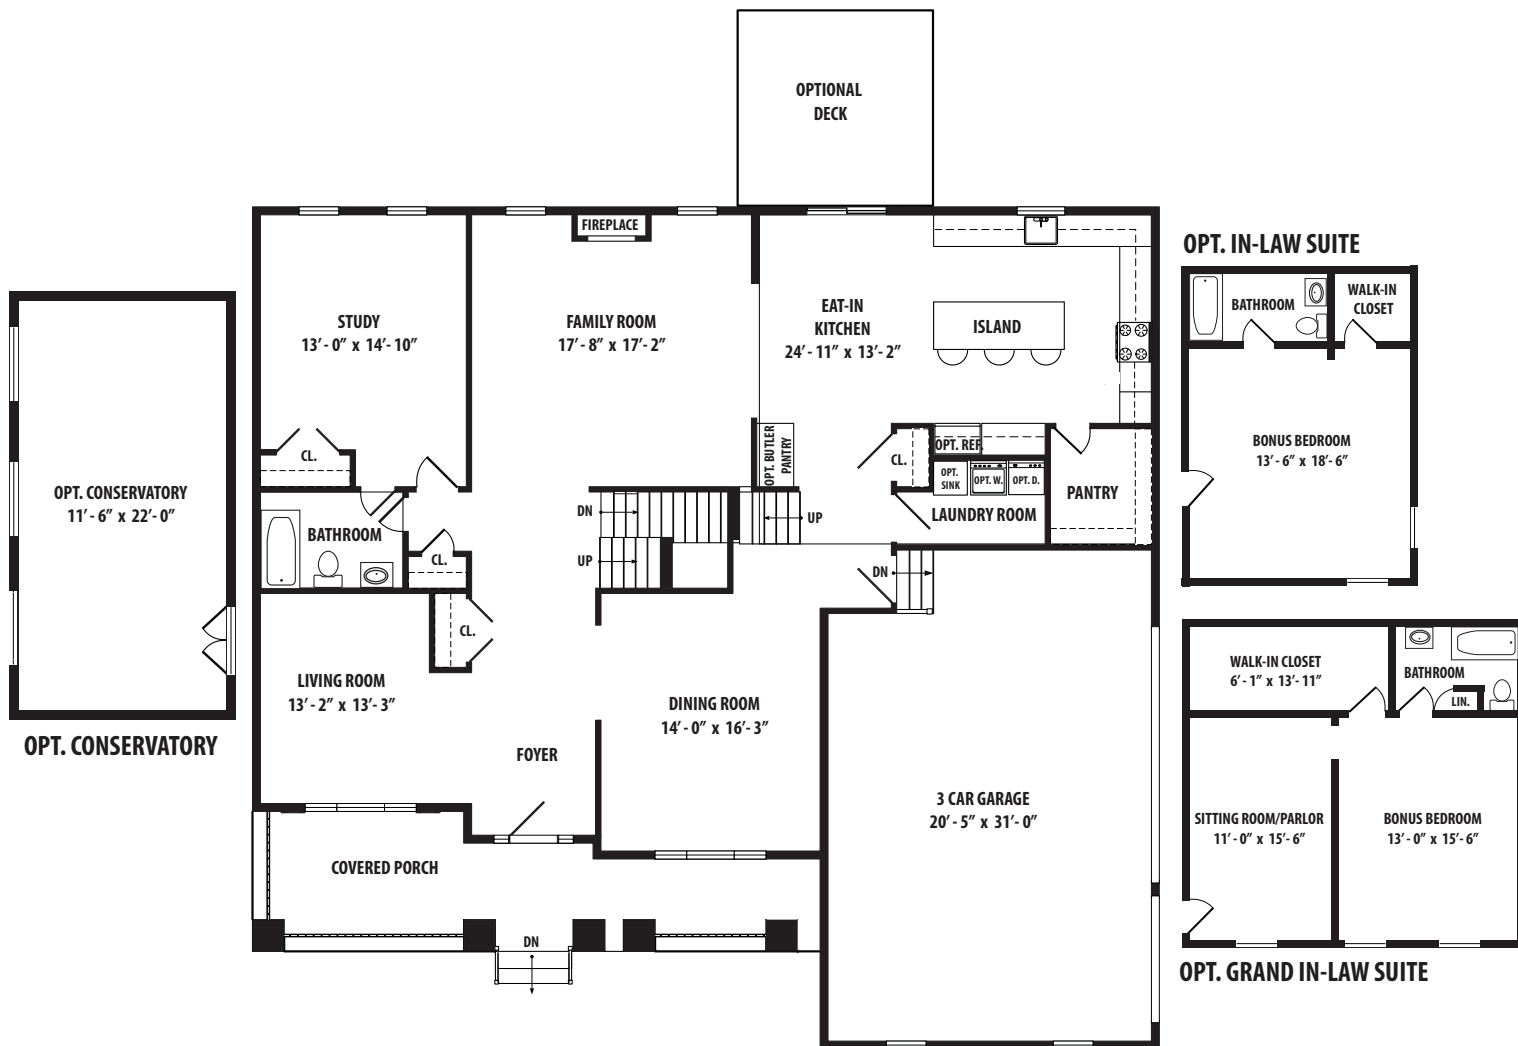 OPTIONAL
DECK
FIREPLACE
STUDY
13’- 0” x 14’- 10”
FAMILY ROOM
17’- 8” x 17’- 2”
EAT-IN
KITCHEN
24’- 11” x 13’- 2”
ISLAND
CL.
OPT. BUTLER
PANTRY
CL.
OPT. REF.
OPT.
SINK
OPT. W.
OPT. D.
PANTRY
LAUNDRY ROOM
BATHROOM
CL.
DN
UP
UP
DN
CL.
LIVING ROOM
13’- 2” x 13’- 3”
DINING ROOM
14’- 0” x 16’- 3”
FOYER
3 CAR GARAGE
20’- 5” x 31’- 0”
COVERED PORCH
DN
OPT. CONSERVATORY
11’- 6” x 22’- 0”
OPT. CONSERVATORY
OPT. IN-LAW SUITE
BATHROOM
WALK-IN
CLOSET
BONUS BEDROOM
13’- 6” x 18’- 6”
WALK-IN CLOSET
6’- 1” x 13’- 11”
BATHROOM
LIN.
SITTING ROOM/PARLOR
11’- 0” x 15’- 6”
BONUS BEDROOM
13’- 0” x 15’- 6”
OPT. GRAND IN-LAW SUITE